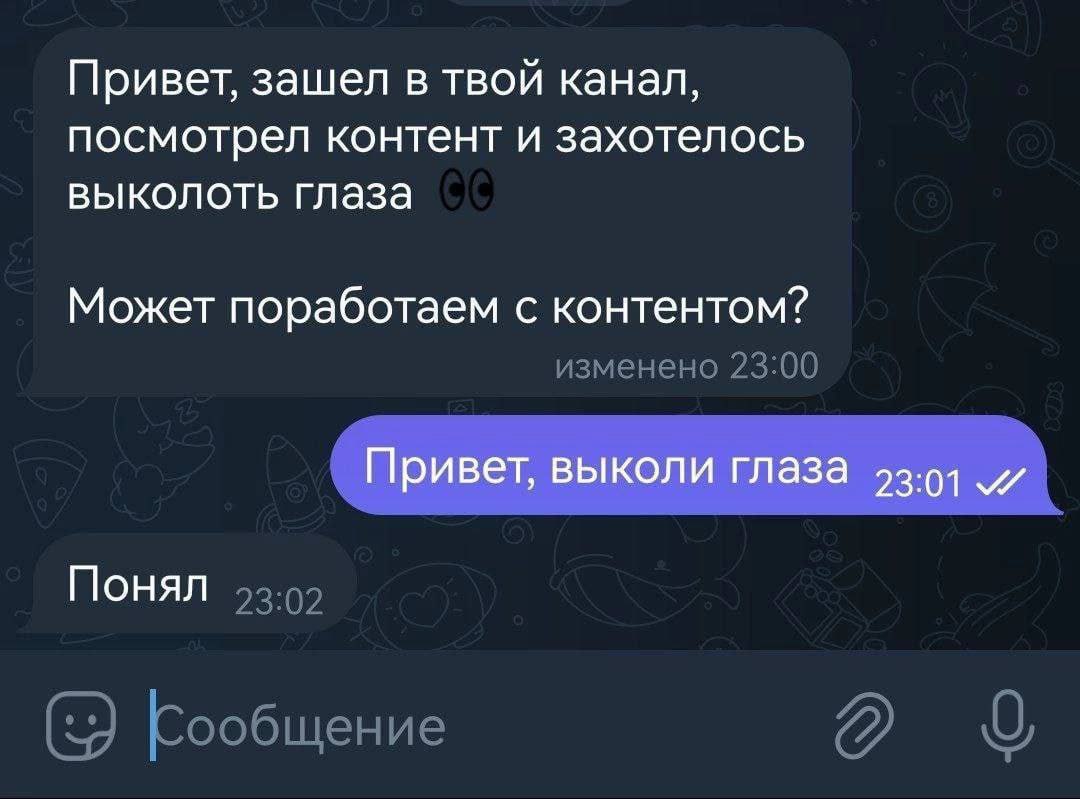 Привет, зашел в твой канал,
посмотрел контент и захотелось
выколоть глаза 👀
Может поработаем с контентом?
изменено 23:00
Привет, выколи глаза 23:01
Понял 23:02
Сообщение